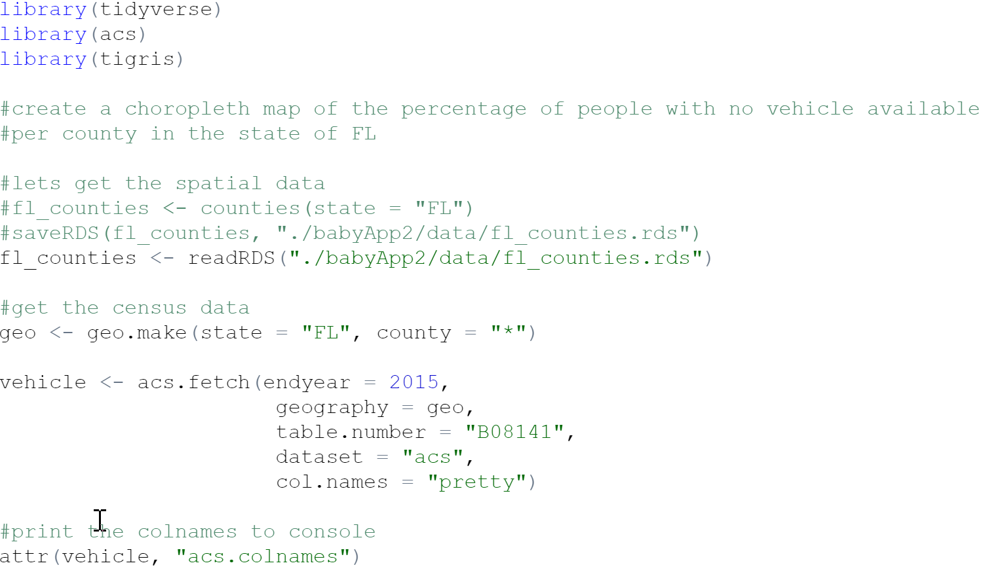 library(tidyverse)
library(acs)
library(tigris)
#create a choropleth map of the percentage of people with no vehicle available
#per county in the state of FL
#lets get the spatial data
#fl_counties <- counties(state = "FL")
#saveRDS(fl_counties, "./babyApp2/data/fl_counties.rds")
fl_counties <- readRDS("./babyApp2/data/fl_counties.rds")
#get the census data
geo <- geo.make(state = "FL", county = "*")
vehicle <- acs.fetch(endyear = 2015,
geography = geo,
table.number = "B08141",
dataset = "acs",
col.names = "pretty")
#print the colnames to console
attr(vehicle, "acs.colnames")